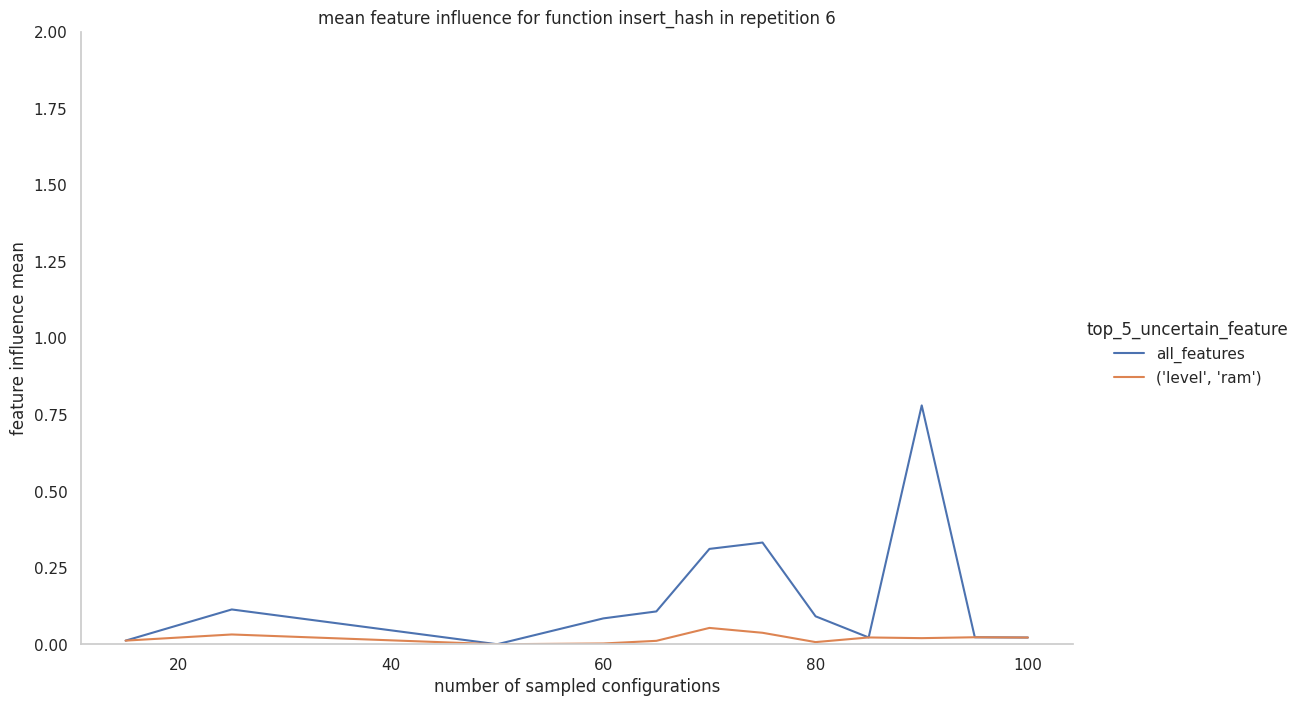 mean feature influence for function insert_hash in repetition 6
2.00
1.75
1.50
1.25
1.00
0.75
0.50
0.25
0.00
feature influence mean
20
40
60
80
100
number of sampled configurations
top_5_uncertain_feature
all_features
('level', 'ram')